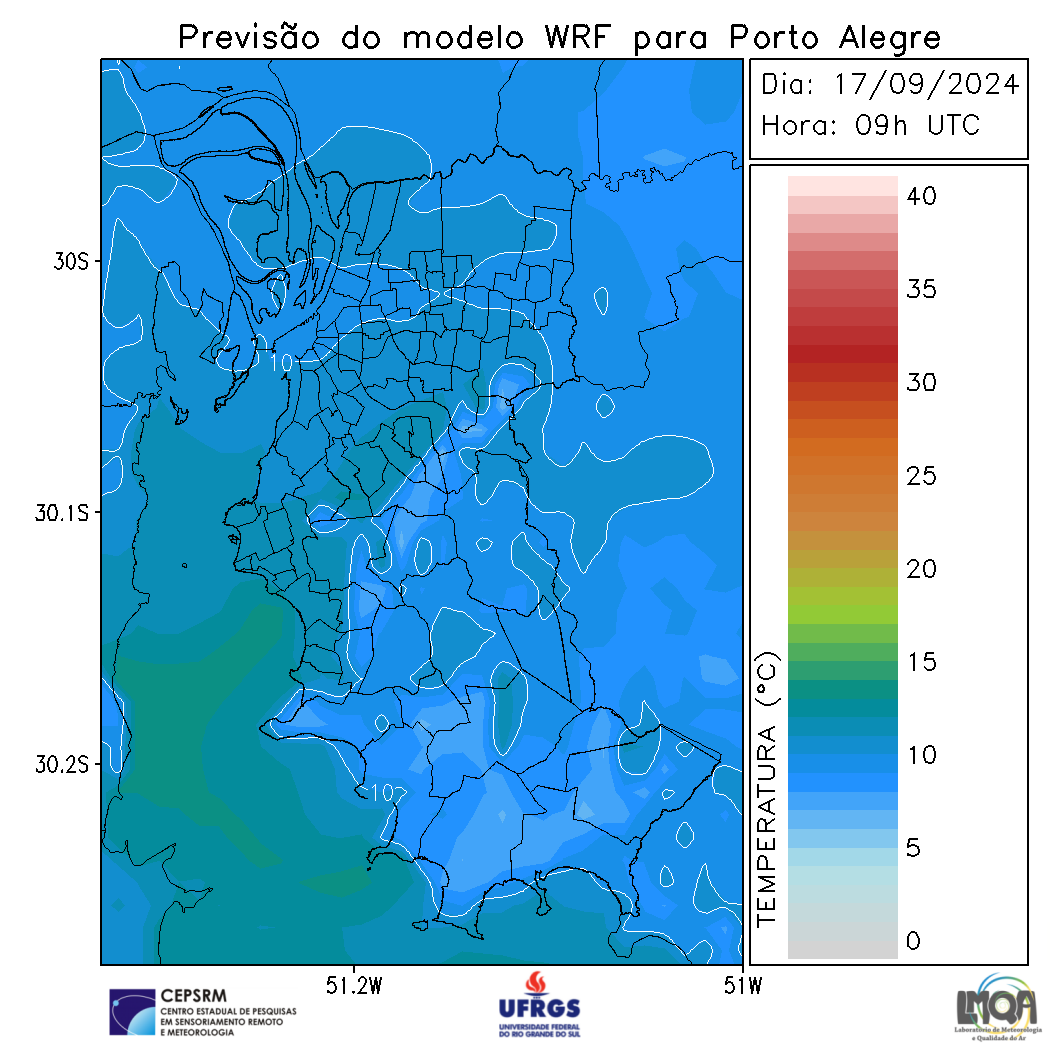 Previsão do modelo WRF para Porto Alegre
Dia: 17/09/2024
Hora: 09h UTC
40
35
30
25
20
15
10
5
0
TEMPERATURA (°C)
30S
30.1S
30.2S
51.2W
51W
10
10
CEPSRM
CENTRO ESTADUAL DE PESQUISAS
EM SENSORIAMENTO REMOTO
E METEOROLOGIA
UFRGS
UNIVERSIDADE FEDERAL
DO RIO GRANDE DO SUL
LMQA
Laboratório de Meteorologia
e Qualidade do Ar